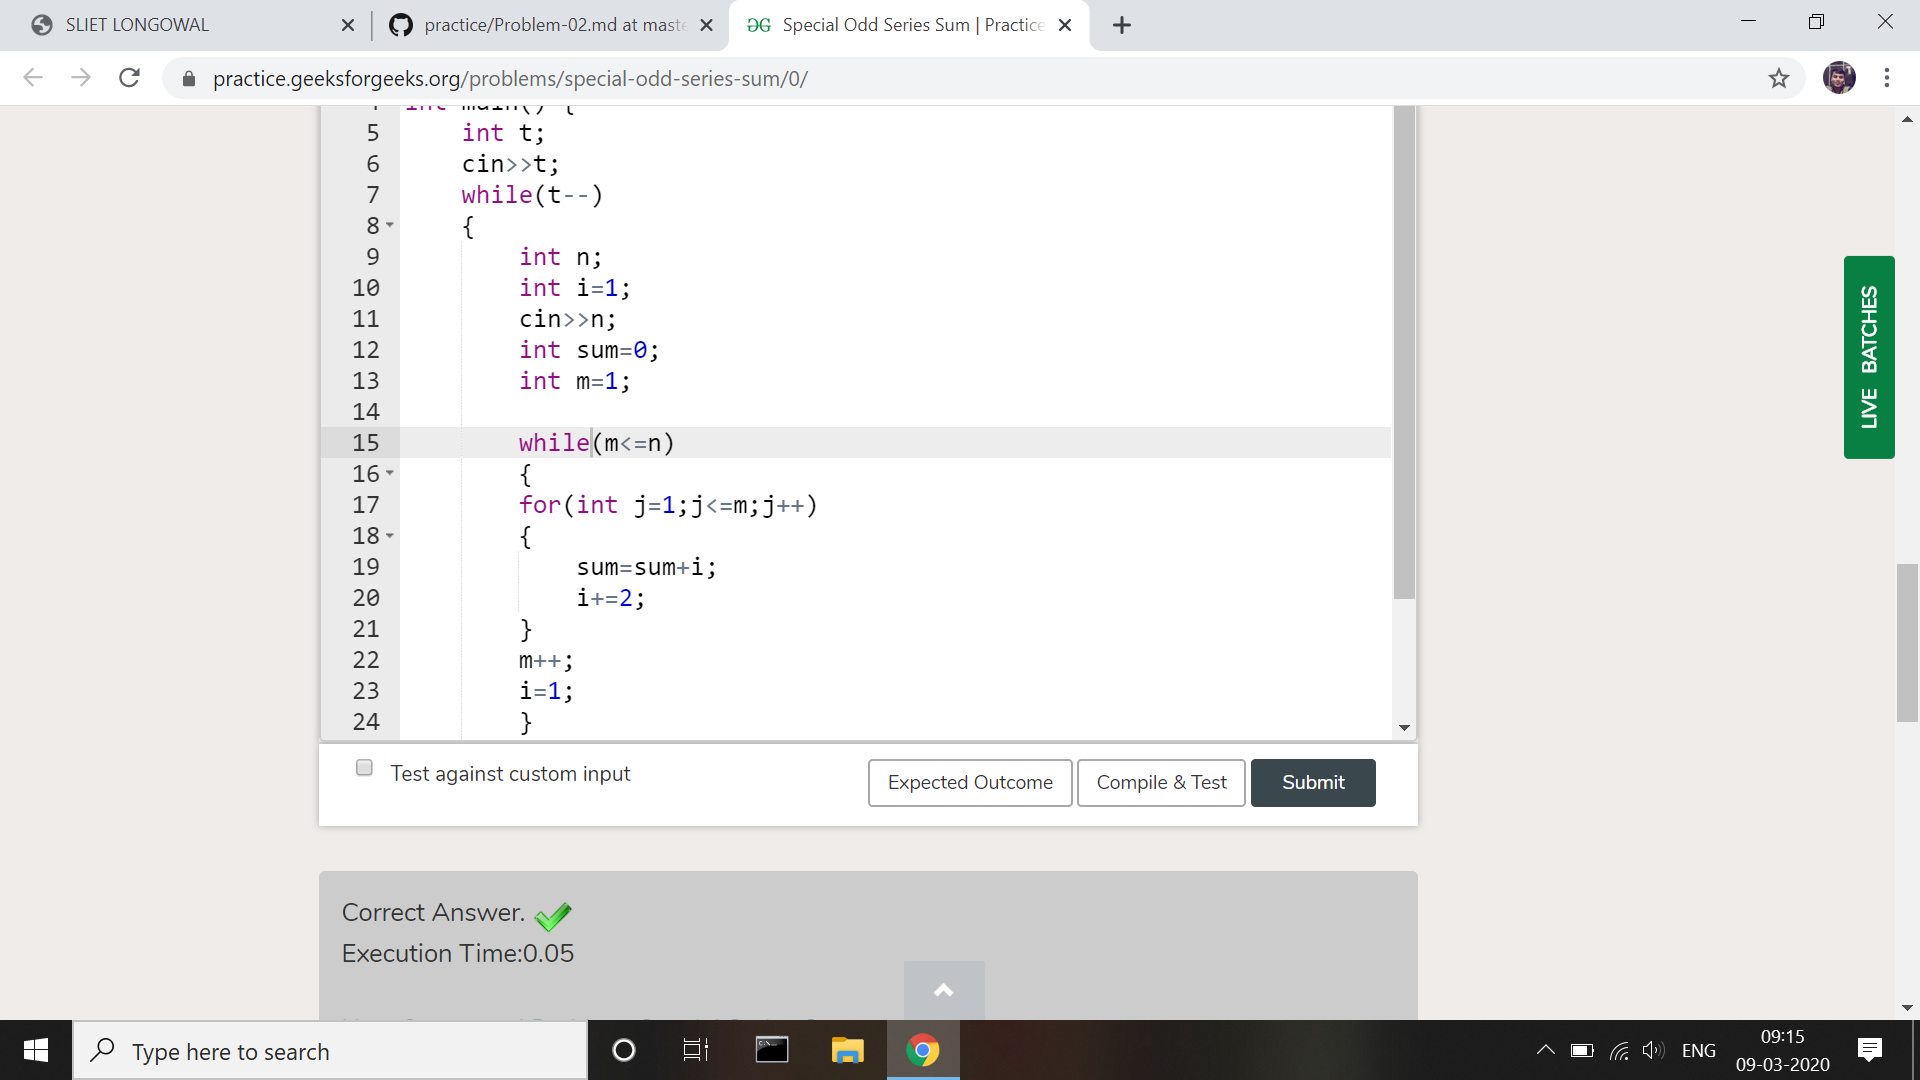 SLIET LONGOWAL
practice/Problem-02.md at maste
GG Special Odd Series Sum | Practice
practice.geeksforgeeks.org/problems/special-odd-series-sum/0/
4 int main() {
5 int t;
6 cin>>t;
7 while(t--)
8 {
9 int n;
10 int i=1;
11 cin>>n;
12 int sum=0;
13 int m=1;
14
15 while(m<=n)
16 {
17 for(int j=1;j<=m;j++)
18 {
19 sum=sum+i;
20 i+=2;
21 }
22 m++;
23 i=1;
24 }
LIVE BATCHES
Test against custom input
Expected Outcome
Compile & Test
Submit
Correct Answer.
Execution Time:0.05
Type here to search
ENG
09:15
09-03-2020